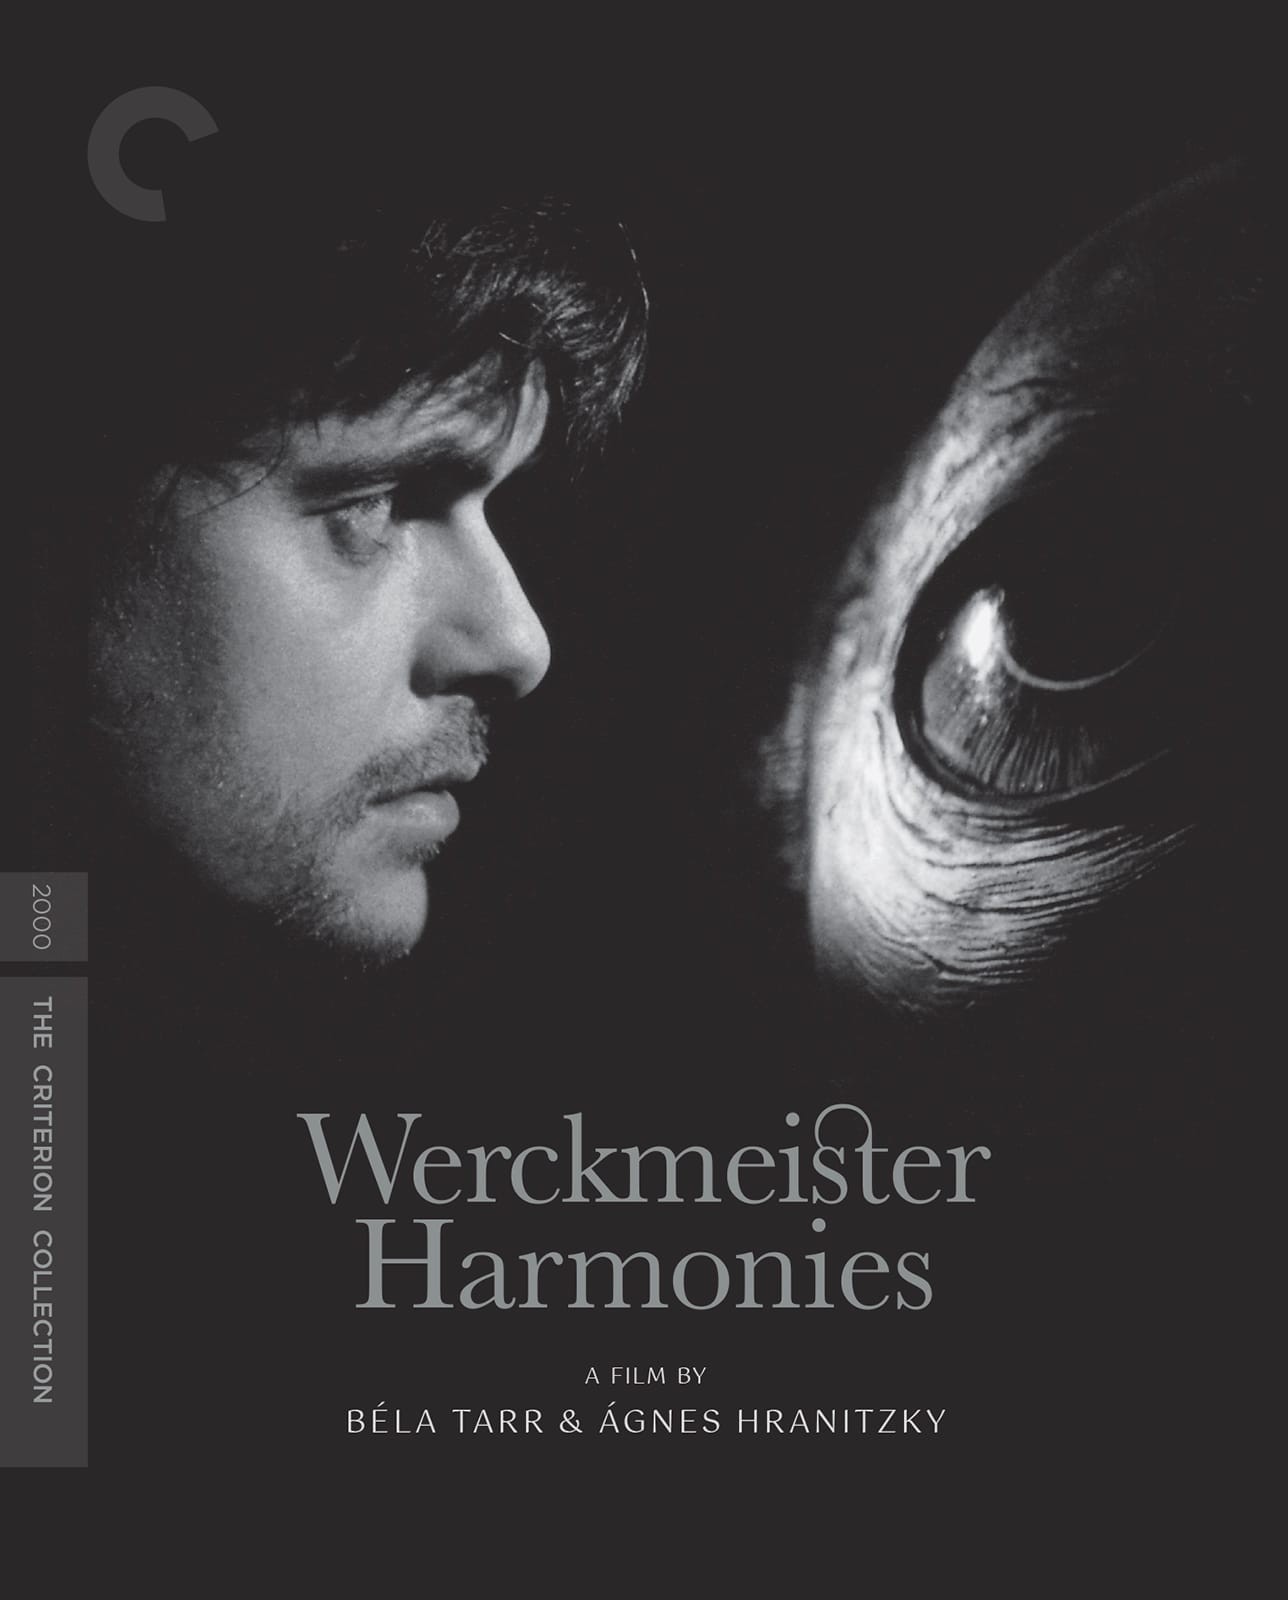 2000
THE CRITERION COLLECTION
Werckmeister
Harmonies
A FILM BY
BÉLA TARR & ÁGNES HRANITZKY